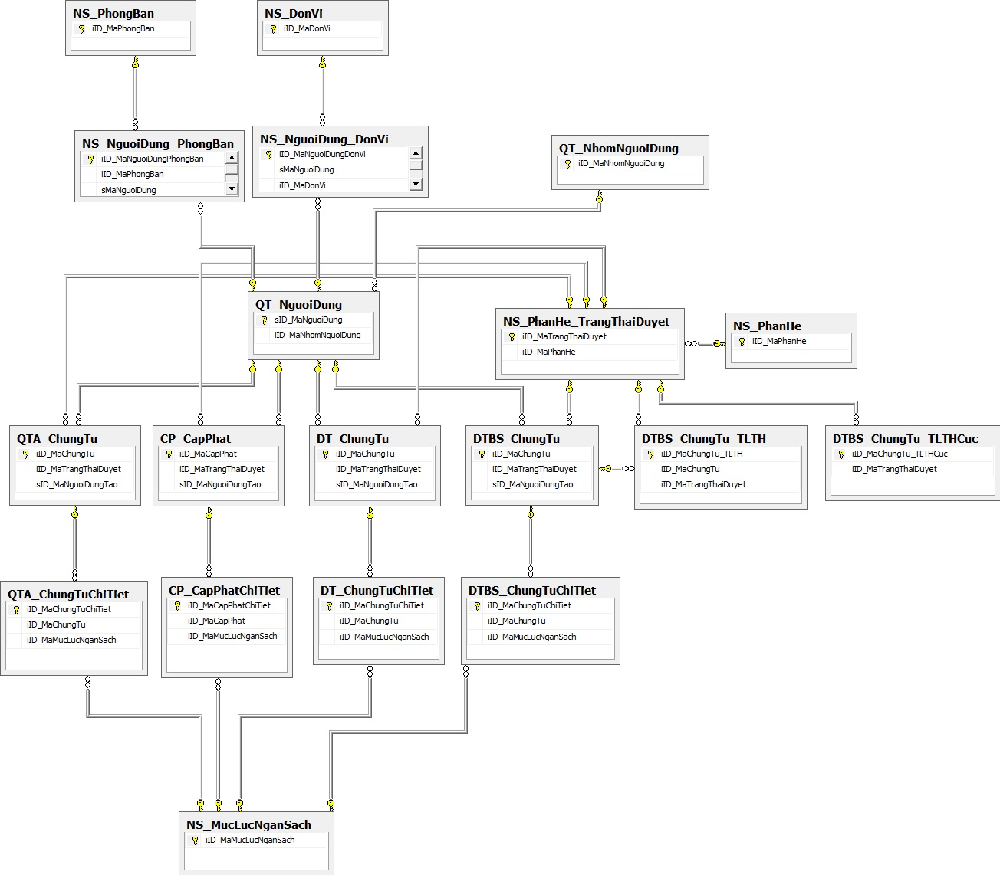 NS_PhongBan
iID_MaPhongBan
NS_DonVi
iID_MaDonVi
NS_NguoiDung_PhongBan
iID_MaNguoiDungPhongBan
iID_MaPhongBan
sMaNguoiDung
NS_NguoiDung_DonVi
iID_MaNguoiDungDonVi
sMaNguoiDung
iID_MaDonVi
QT_NhomNguoiDung
iID_MaNhomNguoiDung
QT_NguoiDung
sID_MaNguoiDung
iID_MaNhomNguoiDung
NS_PhanHe_TrangThaiDuyet
iID_MaTrangThaiDuyet
iID_MaPhanHe
NS_PhanHe
iID_MaPhanHe
QTA_ChungTu
iID_MaChungTu
iID_MaTrangThaiDuyet
sID_MaNguoiDungTao
CP_CapPhat
iID_MaCapPhat
iID_MaTrangThaiDuyet
sID_MaNguoiDungTao
DT_ChungTu
iID_MaChungTu
iID_MaTrangThaiDuyet
sID_MaNguoiDungTao
DTBS_ChungTu
iID_MaChungTu
iID_MaTrangThaiDuyet
sID_MaNguoiDungTao
DTBS_ChungTu_TLTH
iID_MaChungTu_TLTH
iID_MaChungTu
iID_MaTrangThaiDuyet
DTBS_ChungTu_TLTHCuc
iID_MaChungTu_TLTHCuc
iID_MaTrangThaiDuyet
QTA_ChungTuChiTiet
iID_MaChungTuChiTiet
iID_MaChungTu
iID_MaMucLucNganSach
CP_CapPhatChiTiet
iID_MaCapPhatChiTiet
iID_MaCapPhat
iID_MaMucLucNganSach
DT_ChungTuChiTiet
iID_MaChungTuChiTiet
iID_MaChungTu
iID_MaMucLucNganSach
DTBS_ChungTuChiTiet
iID_MaChungTuChiTiet
iID_MaChungTu
iID_MaMucLucNganSach
NS_MucLucNganSach
iID_MaMucLucNganSach